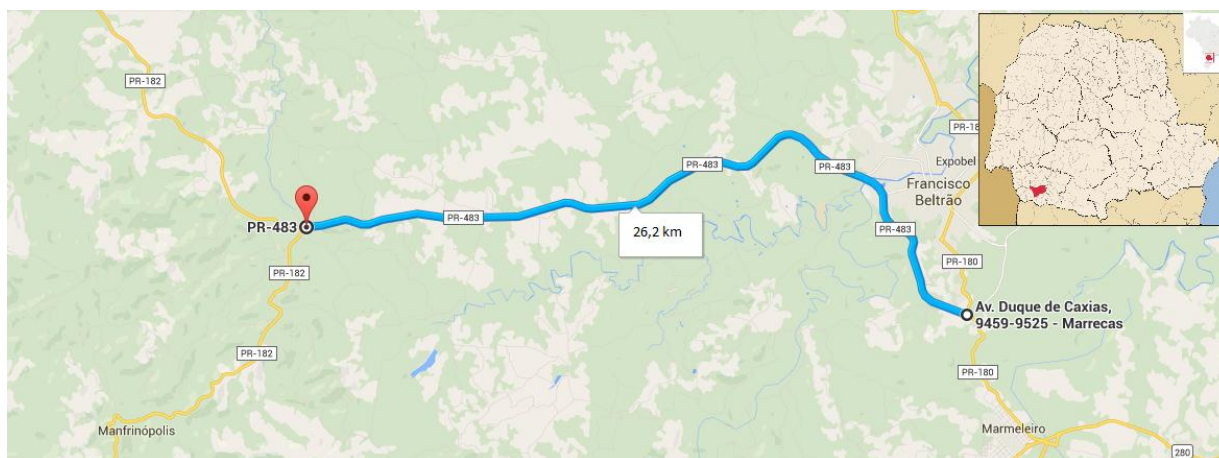 PR-182
PR-18
Expobel
Francisco
Beltrão
PR-483
PR-483
PR-483
PR-483
26,2 km
PR-483
PR-182
PR-180
Av. Duque de Caxias,
9459-9525 - Marrecas
PR-182
PR-180
Manfrinópolis
Marmeleiro
280